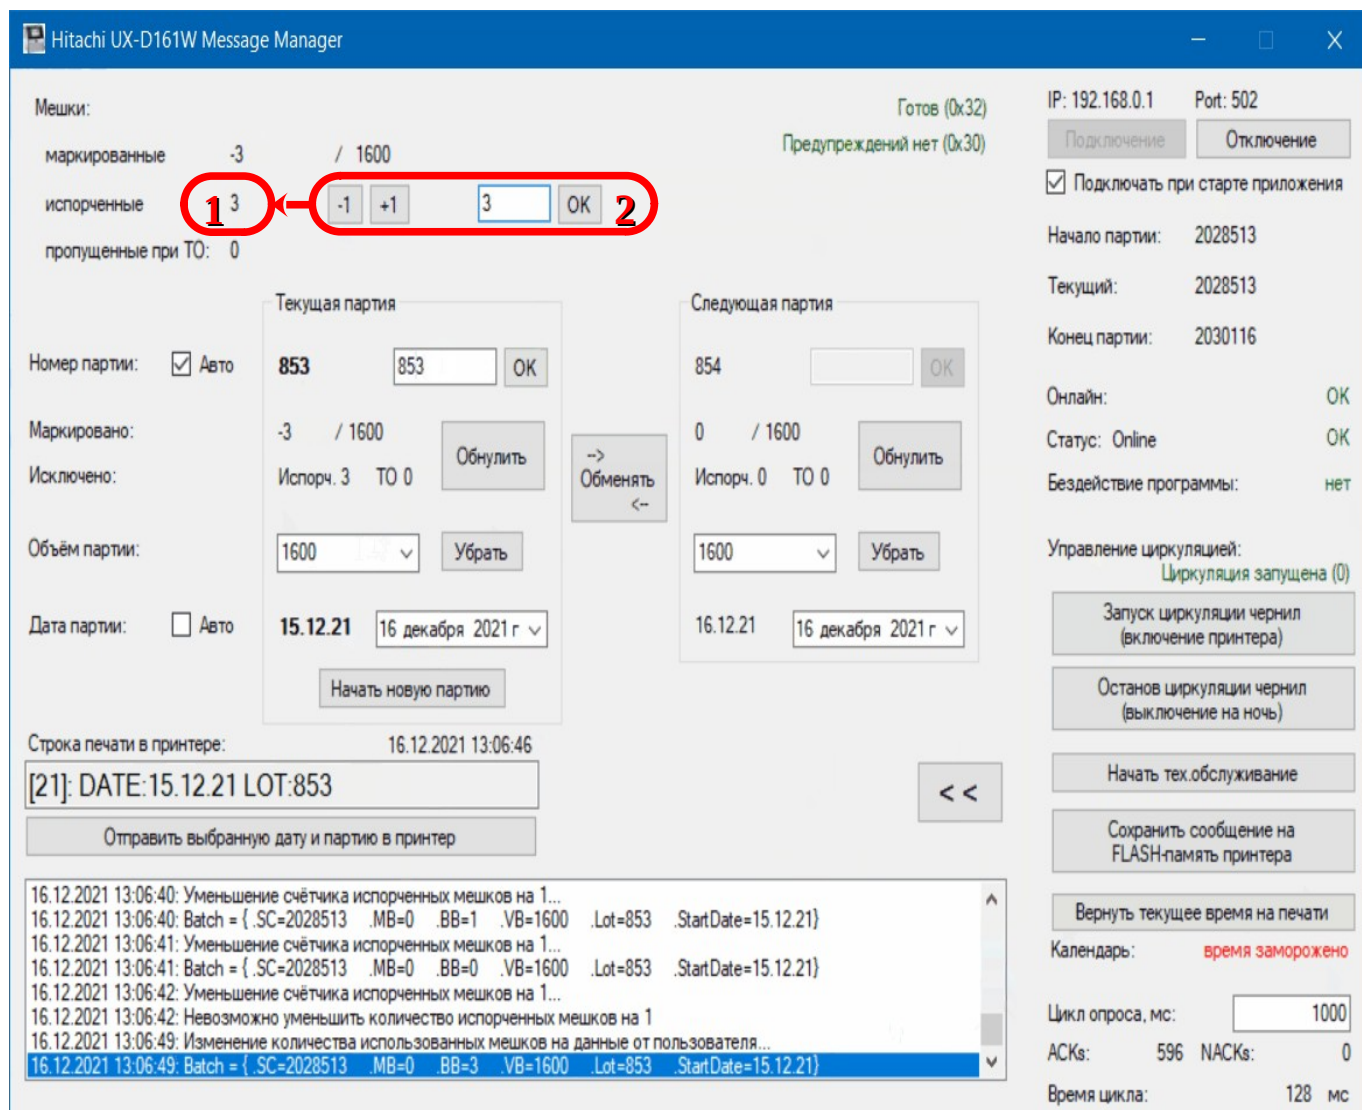 Hitachi UX-D161W Message Manager
Мешки:
Готов (0x32)
Предупреждений нет (0x30)
маркированные -3 / 1600
испорченные 1 3 -1 +1 3 OK 2
пропущенные при ТО: 0
Текущая партия
Следующая партия
Номер партии: Авто 853 853 OK 854 OK
Маркировано: -3 / 1600 Обнулить 0 / 1600 Обнулить
Исключено: Испорч. 3 ТО 0 Испорч. 0 ТО 0
-->
Обменять
<--
Объём партии: 1600 Убрать 1600 Убрать
Дата партии: Авто 15.12.21 16 декабря 2021 г 16.12.21 16 декабря 2021 г
Начать новую партию
Строка печати в принтере: 16.12.2021 13:06:46
[21]: DATE:15.12.21 LOT:853
<<
Отправить выбранную дату и партию в принтер
16.12.2021 13:06:40: Уменьшение счётчика испорченных мешков на 1...
16.12.2021 13:06:40: Batch = { .SC=2028513 .MB=0 .BB=1 .VB=1600 .Lot=853 .StartDate=15.12.21}
16.12.2021 13:06:41: Уменьшение счётчика испорченных мешков на 1...
16.12.2021 13:06:41: Batch = { .SC=2028513 .MB=0 .BB=0 .VB=1600 .Lot=853 .StartDate=15.12.21}
16.12.2021 13:06:42: Уменьшение счётчика испорченных мешков на 1...
16.12.2021 13:06:42: Невозможно уменьшить количество испорченных мешков на 1
16.12.2021 13:06:49: Изменение количества использованных мешков на данные от пользователя...
16.12.2021 13:06:49: Batch = { .SC=2028513 .MB=0 .BB=3 .VB=1600 .Lot=853 .StartDate=15.12.21}
IP: 192.168.0.1 Port: 502
Подключение Отключение
Подключать при старте приложения
Начало партии: 2028513
Текущий: 2028513
Конец партии: 2030116
Онлайн: OK
Статус: Online OK
Бездействие программы: нет
Управление циркуляцией:
Циркуляция запущена (0)
Запуск циркуляции чернил
(включение принтера)
Останов циркуляции чернил
(выключение на ночь)
Начать тех.обслуживание
Сохранить сообщение на
FLASH-память принтера
Вернуть текущее время на печати
Календарь: время заморожено
Цикл опроса, мс: 1000
ACKs: 596 NACKs: 0
Время цикла: 128 мс